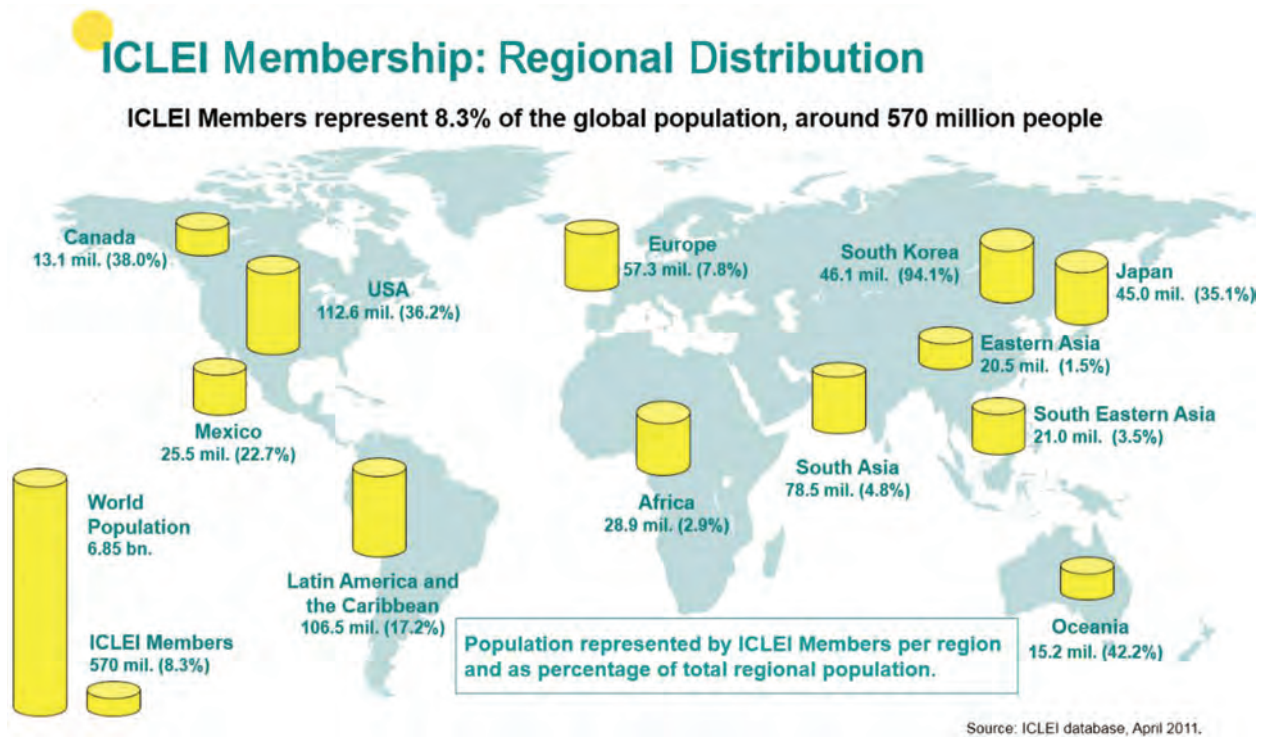 ICLEI Membership: Regional Distribution
ICLEI Members represent 8.3% of the global population, around 570 million people
Canada
13.1 mil. (38.0%)
USA
112.6 mil. (36.2%)
Mexico
25.5 mil. (22.7%)
Europe
57.3 mil. (7.8%)
South Korea
46.1 mil. (94.1%)
Japan
45.0 mil. (35.1%)
Eastern Asia
20.5 mil. (1.5%)
South Eastern Asia
21.0 mil. (3.5%)
South Asia
78.5 mil. (4.8%)
Africa
28.9 mil. (2.9%)
World
Population
6.85 bn.
Latin America and
the Caribbean
106.5 mil. (17.2%)
Oceania
15.2 mil. (42.2%)
ICLEI Members
570 mil. (8.3%)
Population represented by ICLEI Members per region
and as percentage of total regional population.
Source: ICLEI database, April 2011.